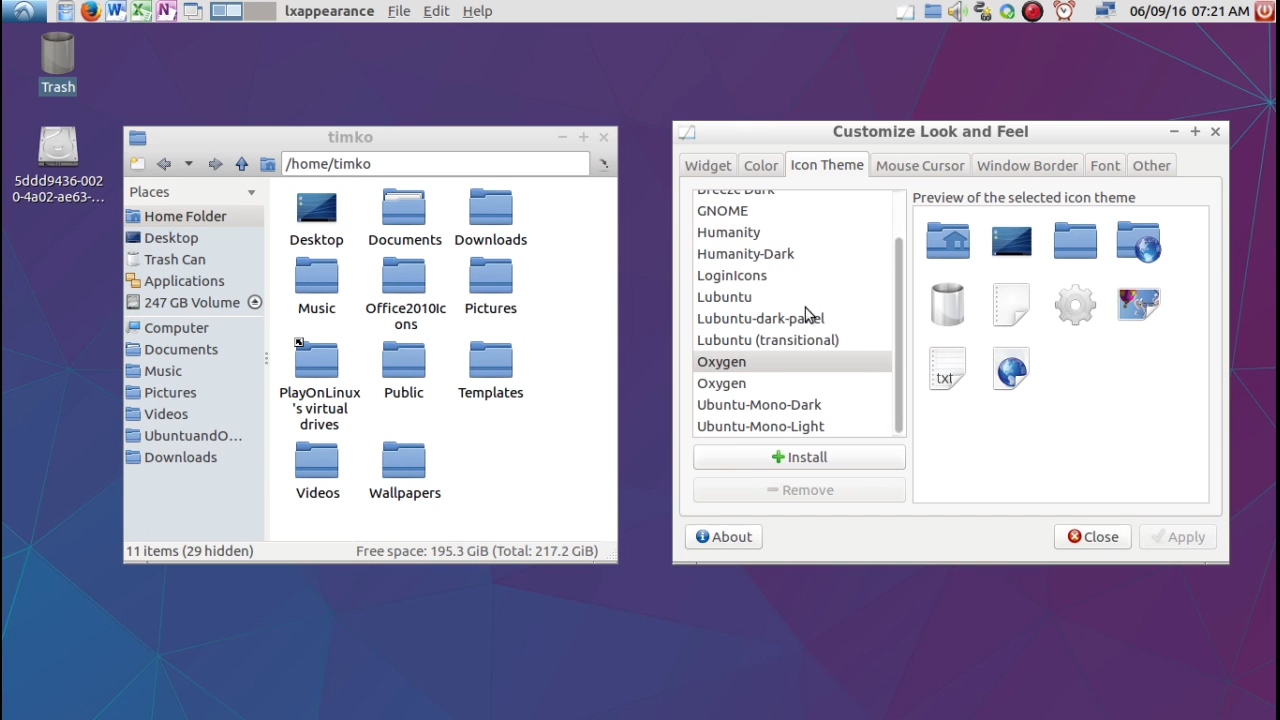 lxappearance File Edit Help 06/09/16 07:21 AM
Trash
5ddd9436-002
0-4a02-ae63-...
timko
/home/timko
Places
Home Folder
Desktop
Trash Can
Applications
247 GB Volume
Computer
Documents
Music
Pictures
Videos
UbuntuandO...
Downloads
Desktop Documents Downloads
Music Office2010Ic Pictures
ons
PlayOnLinux Public Templates
's virtual
drives
Videos Wallpapers
11 items (29 hidden) Free space: 195.3 GiB (Total: 217.2 GiB)
Customize Look and Feel
Widget Color Icon Theme Mouse Cursor Window Border Font Other
Breeze Dark
GNOME
Humanity
Humanity-Dark
LoginIcons
Lubuntu
Lubuntu-dark-panel
Lubuntu (transitional)
Oxygen
Oxygen
Ubuntu-Mono-Dark
Ubuntu-Mono-Light
Install
Remove
Preview of the selected icon theme
txt
About Close Apply